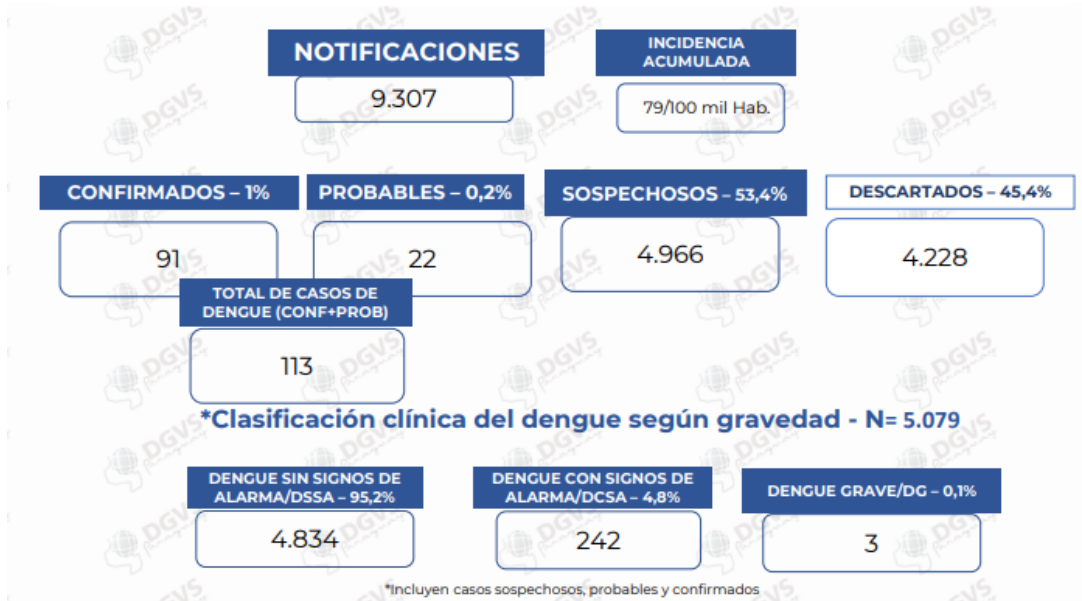 NOTIFICACIONES
9.307
INCIDENCIA
ACUMULADA
79/100 mil Hab.
CONFIRMADOS – 1%
91
PROBABLES – 0,2%
22
SOSPECHOSOS – 53,4%
4.966
DESCARTADOS – 45,4%
4.228
TOTAL DE CASOS DE
DENGUE (CONF+PROB)
113
*Clasificación clínica del dengue según gravedad - N= 5.079
DENGUE SIN SIGNOS DE
ALARMA/DSSA – 95,2%
4.834
DENGUE CON SIGNOS DE
ALARMA/DCSA – 4,8%
242
DENGUE GRAVE/DG – 0,1%
3
*Incluyen casos sospechosos, probables y confirmados
DGVS